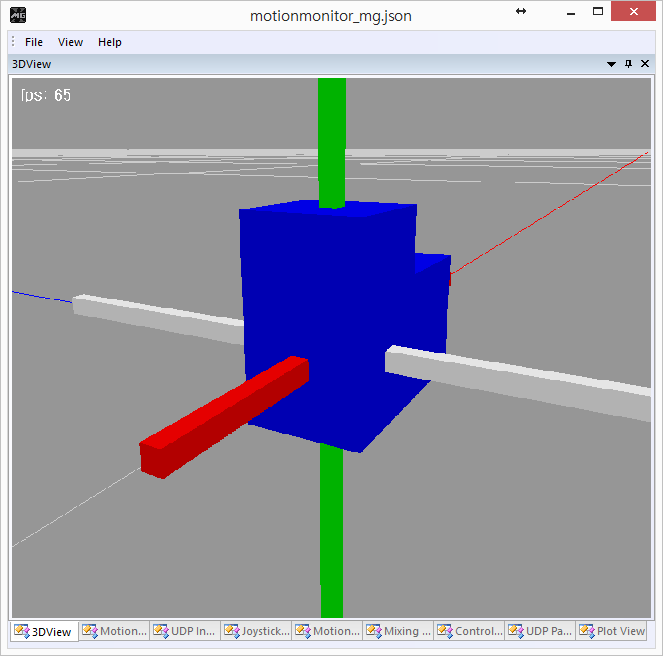 motionmonitor_mg.json
File View Help
3DView
fps: 65
3DView Motion... UDP In... Joystick... Motion... Mixing ... Control... UDP Pa... Plot View